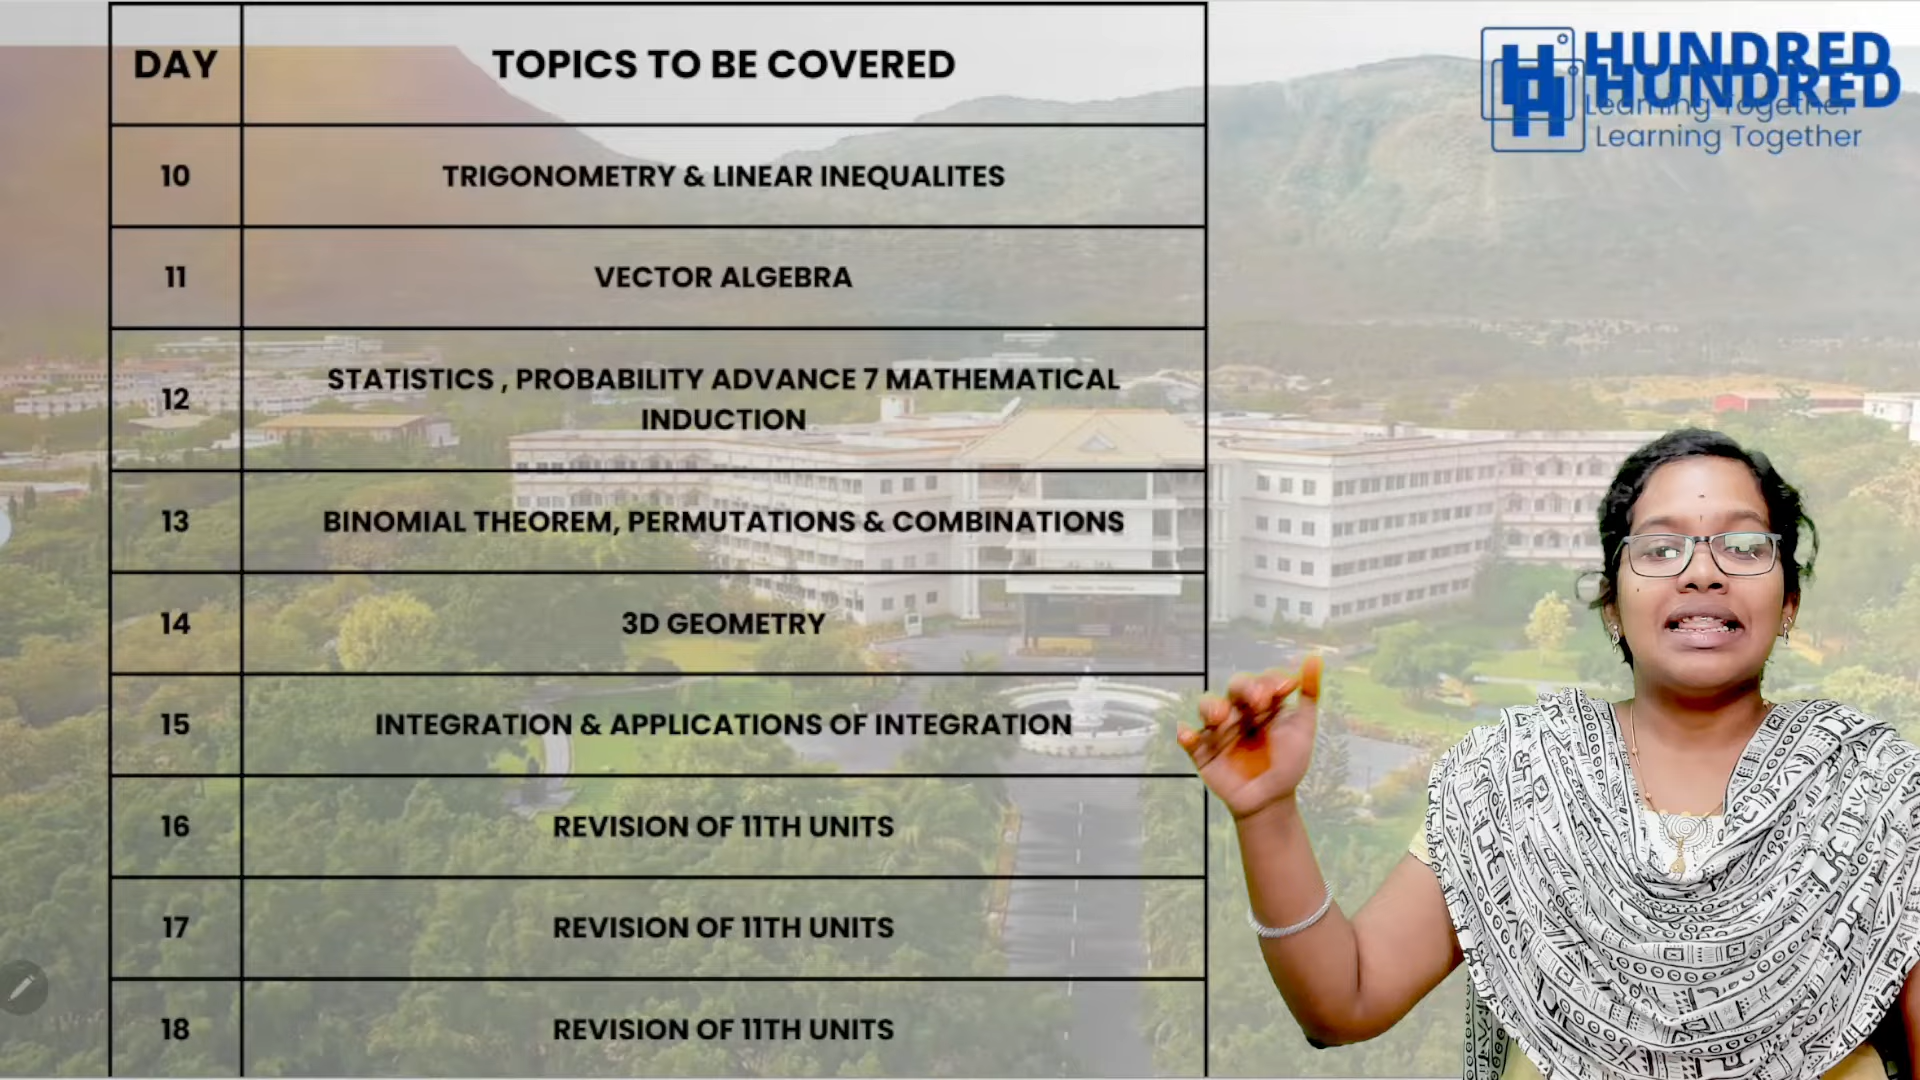 DAY
TOPICS TO BE COVERED
10
TRIGONOMETRY & LINEAR INEQUALITES
11
VECTOR ALGEBRA
12
STATISTICS , PROBABILITY ADVANCE 7 MATHEMATICAL
INDUCTION
13
BINOMIAL THEOREM, PERMUTATIONS & COMBINATIONS
14
3D GEOMETRY
15
INTEGRATION & APPLICATIONS OF INTEGRATION
16
REVISION OF 11TH UNITS
17
REVISION OF 11TH UNITS
18
REVISION OF 11TH UNITS
HUNDRED
HUNDRED
Learning Together
Learning Together